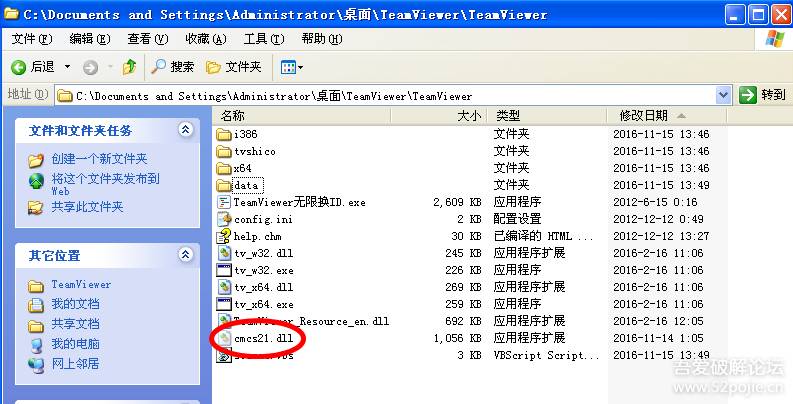 C:\Documents and Settings\Administrator\桌面\TeamViewer\TeamViewer
文件(F) 编辑(E) 查看(V) 收藏(A) 工具(T) 帮助(H)
后退 搜索 文件夹
地址(D) C:\Documents and Settings\Administrator\桌面\TeamViewer\TeamViewer 转到
名称 大小 类型 修改日期
i386 文件夹 2016-11-15 13:46
tvshico 文件夹 2016-11-15 13:46
x64 文件夹 2016-11-15 13:46
data 文件夹 2016-11-15 13:49
TeamViewer无限换ID.exe 2,609 KB 应用程序 2012-6-15 0:16
config.ini 2 KB 配置设置 2012-12-12 0:49
help.chm 30 KB 已编译的 HTML ... 2012-12-12 13:27
tv_w32.dll 245 KB 应用程序扩展 2016-2-16 11:06
tv_w32.exe 226 KB 应用程序 2016-2-16 11:06
tv_x64.dll 269 KB 应用程序扩展 2016-2-16 11:06
tv_x64.exe 259 KB 应用程序 2016-2-16 11:06
TeamViewer_Resource_en.dll 692 KB 应用程序扩展 2016-2-16 12:05
cmcs21.dll 1,056 KB 应用程序扩展 2016-11-14 1:05
3 KB VBScript Script... 2016-11-15 13:49
文件和文件夹任务
创建一个新文件夹
将这个文件夹发布到
Web
共享此文件夹
其它位置
TeamViewer
我的文档
共享文档
我的电脑
网上邻居
吾爱破解论坛
www.52pojie.cn